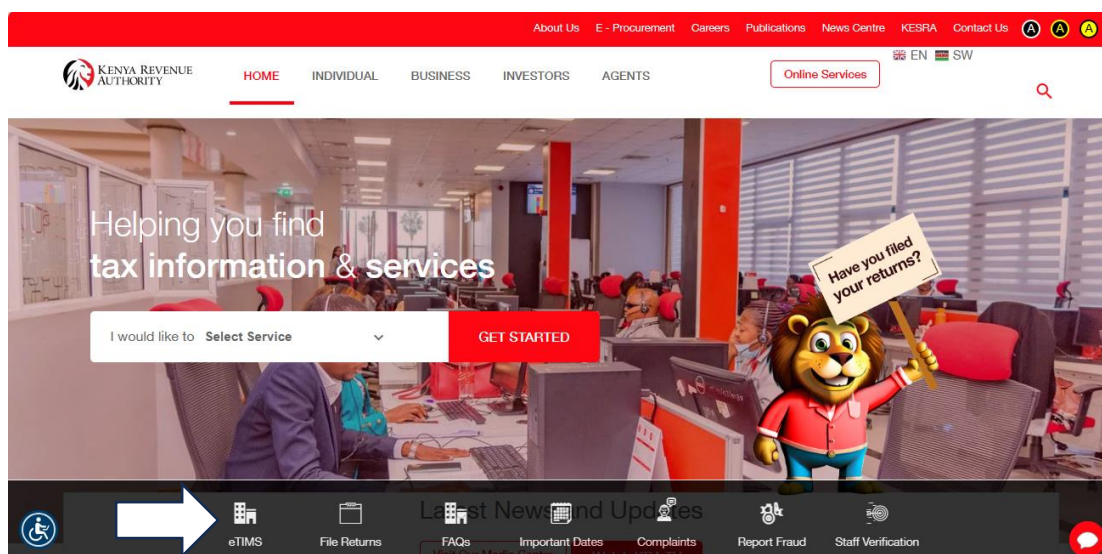 About Us E - Procurement Careers Publications News Centre KESRA Contact Us A A A
KENYA REVENUE
AUTHORITY
HOME INDIVIDUAL BUSINESS INVESTORS AGENTS
Online Services
EN SW
Helping you find
tax information & services
Have you filed
your returns?
I would like to Select Service
GET STARTED
Latest News and Updates
eTIMS File Returns FAQs Important Dates Complaints Report Fraud Staff Verification